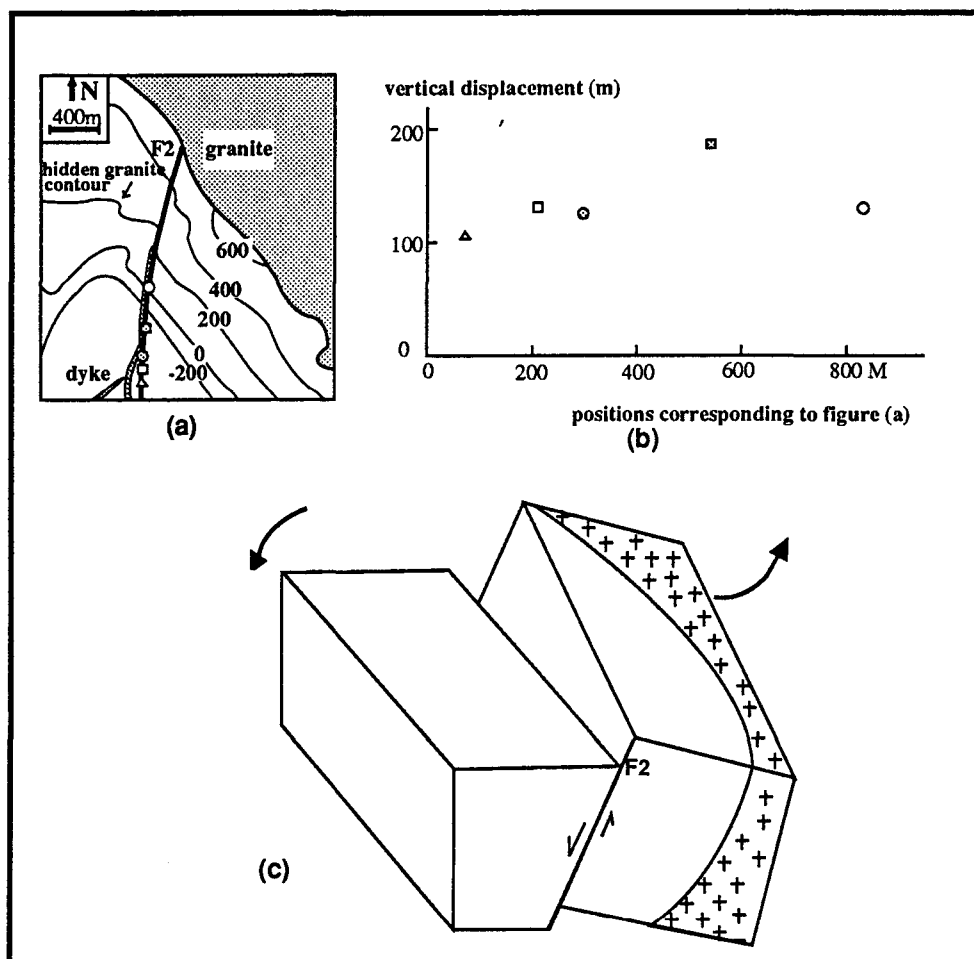 N
400m
F2
granite
hidden granite
contour
600
400
200
0
-200
dyke
(a)
vertical displacement (m)
200
100
0
0
200
400
600
800 M
positions corresponding to figure (a)
(b)
F2
(c)